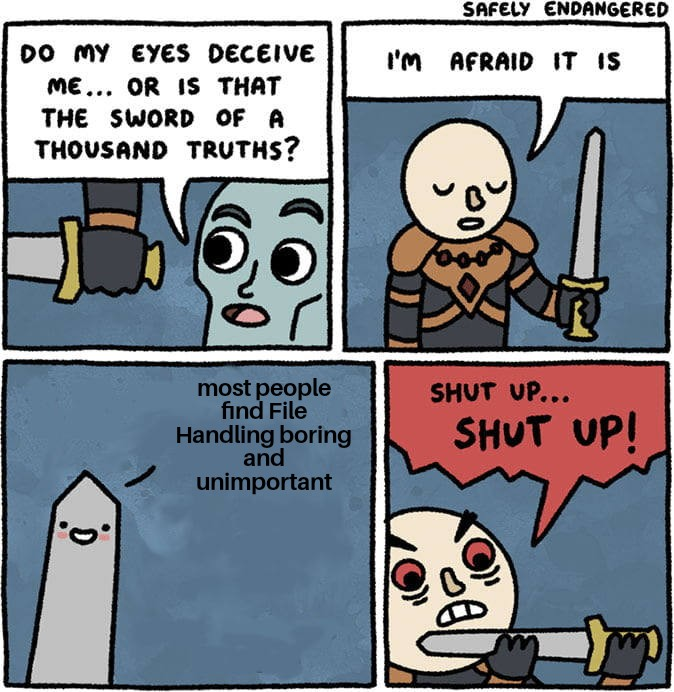 SAFELY ENDANGERED
DO MY EYES DECEIVE
ME... OR IS THAT
THE SWORD OF A
THOUSAND TRUTHS?
I'M AFRAID IT IS
most people
find File
Handling boring
and
unimportant
SHUT UP...
SHUT UP!